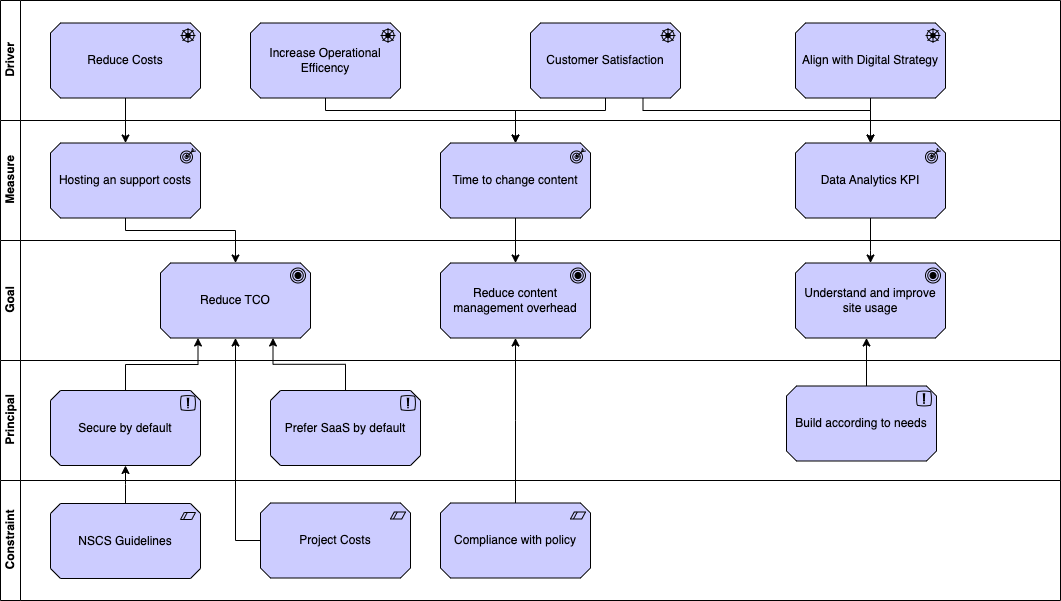 Driver
Reduce Costs
Increase Operational
Efficency
Customer Satisfaction
Align with Digital Strategy
Measure
Hosting an support costs
Time to change content
Data Analytics KPI
Goal
Reduce TCO
Reduce content
management overhead
Understand and improve
site usage
Principal
Secure by default
Prefer SaaS by default
Build according to needs
Constraint
NSCS Guidelines
Project Costs
Compliance with policy